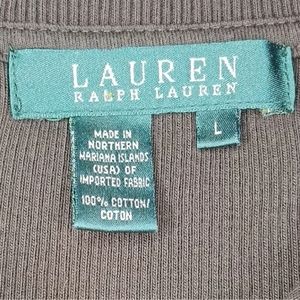 LAUREN
RALPH LAUREN
L
MADE IN
NORTHERN
MARIANA ISLANDS
(USA) OF
IMPORTED FABRIC
100% COTTON/
COTON